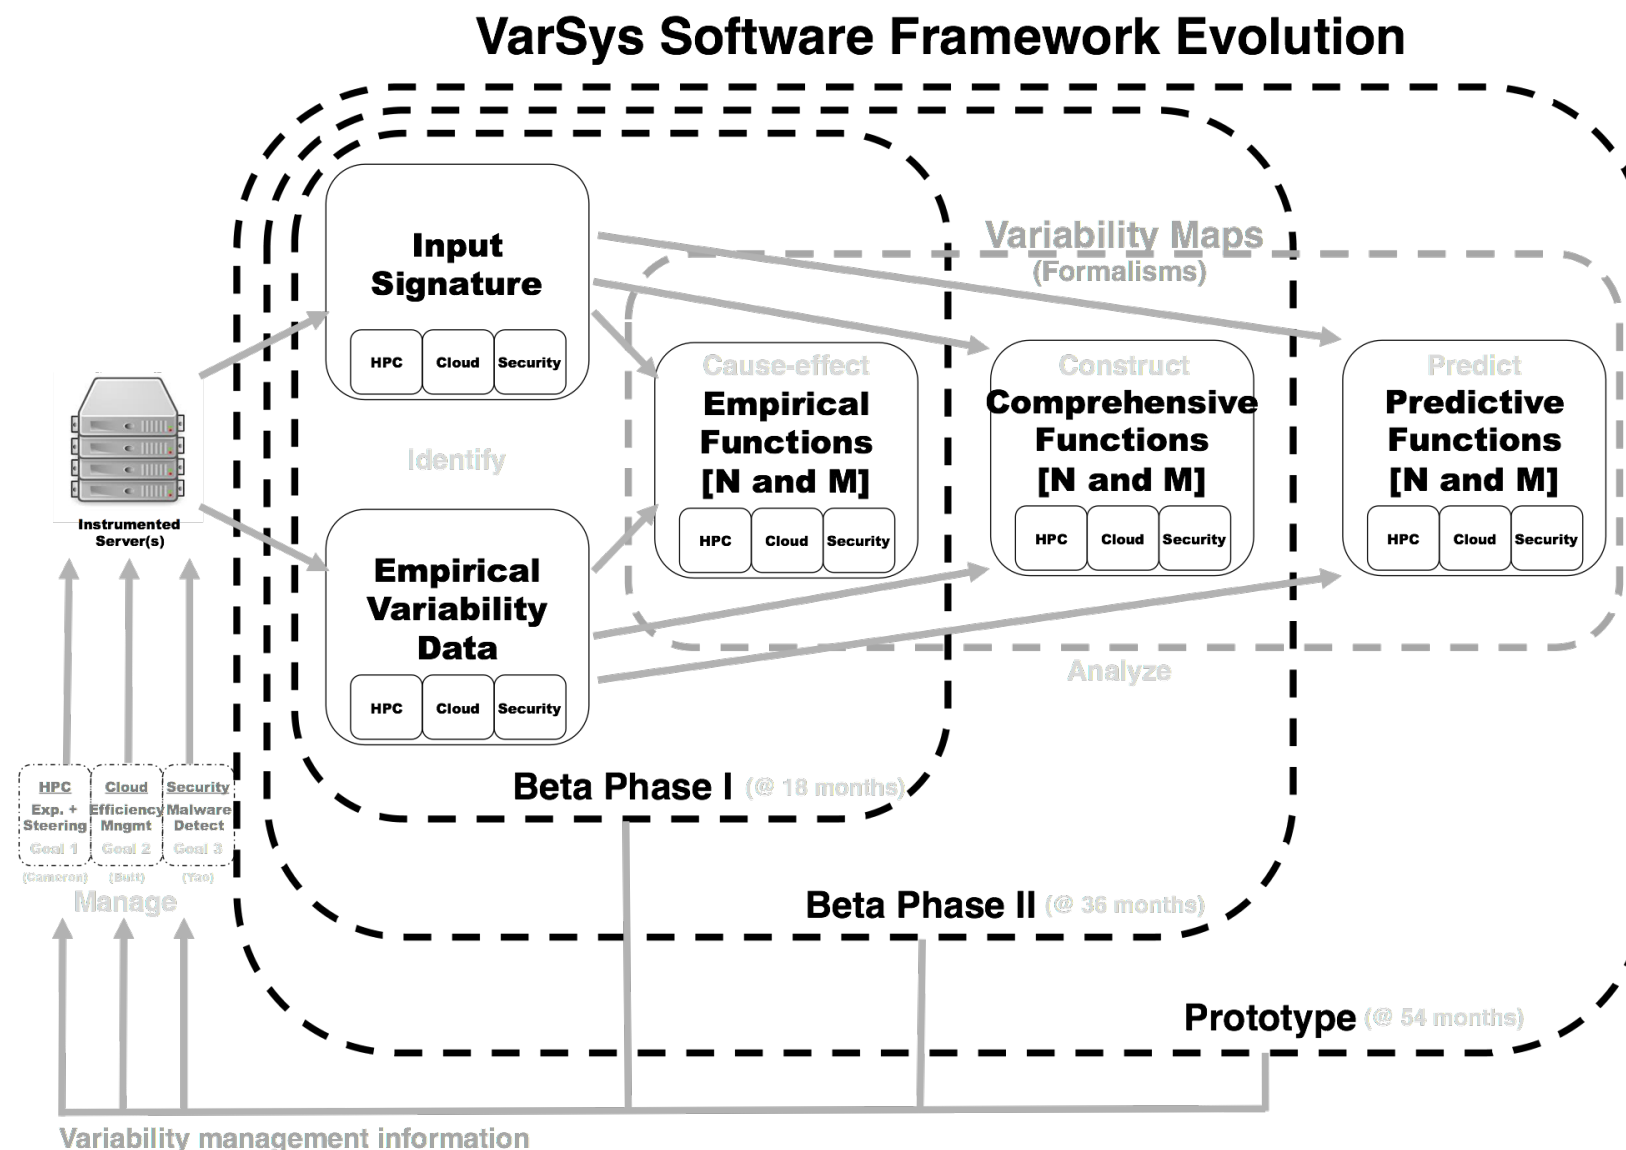 VarSys Software Framework Evolution
Input
Signature
HPC Cloud Security
Variability Maps
(Formalisms)
Cause-effect
Empirical
Functions
[N and M]
HPC Cloud Security
Construct
Comprehensive
Functions
[N and M]
HPC Cloud Security
Predict
Predictive
Functions
[N and M]
HPC Cloud Security
Identify
Instrumented
Server(s)
Empirical
Variability
Data
HPC Cloud Security
Analyze
Beta Phase I (@ 18 months)
HPC
Exp. +
Steering
Goal 1
(Cameron)
Cloud
Efficiency
Mngmt
Goal 2
(Butt)
Security
Malware
Detect
Goal 3
(Yao)
Manage
Beta Phase II (@ 36 months)
Prototype (@ 54 months)
Variability management information